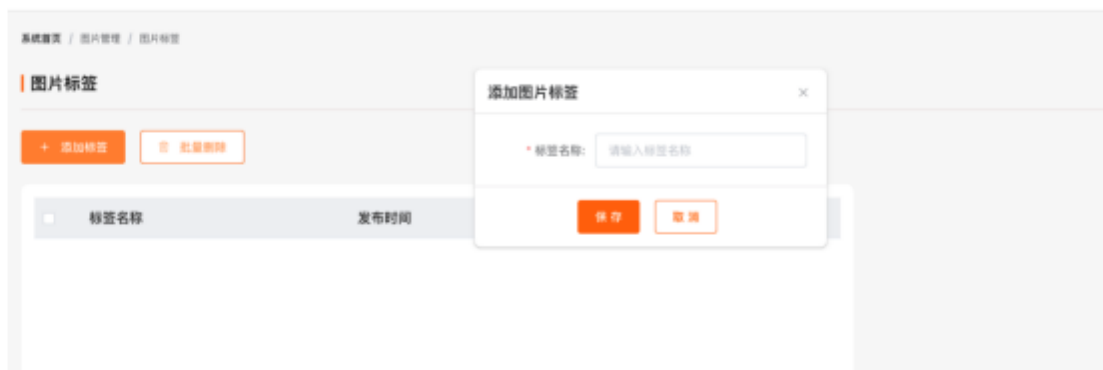 系统首页 / 图片管理 / 图片标签
图片标签
+ 添加标签
批量删除
标签名称
发布时间
添加图片标签
* 标签名称: 请输入标签名称
保存
取消